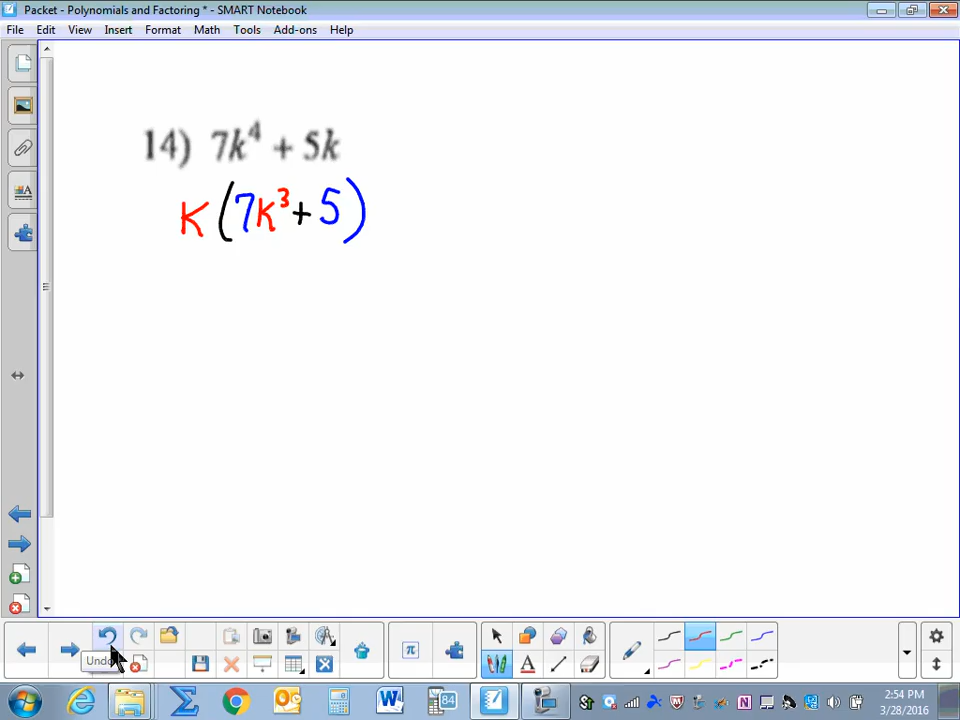 Packet - Polynomials and Factoring * - SMART Notebook
File Edit View Insert Format Math Tools Add-ons Help
14) 7k⁴ + 5k
K(7K³+5)
Undo
π
A
84
N
2:54 PM
3/28/2016